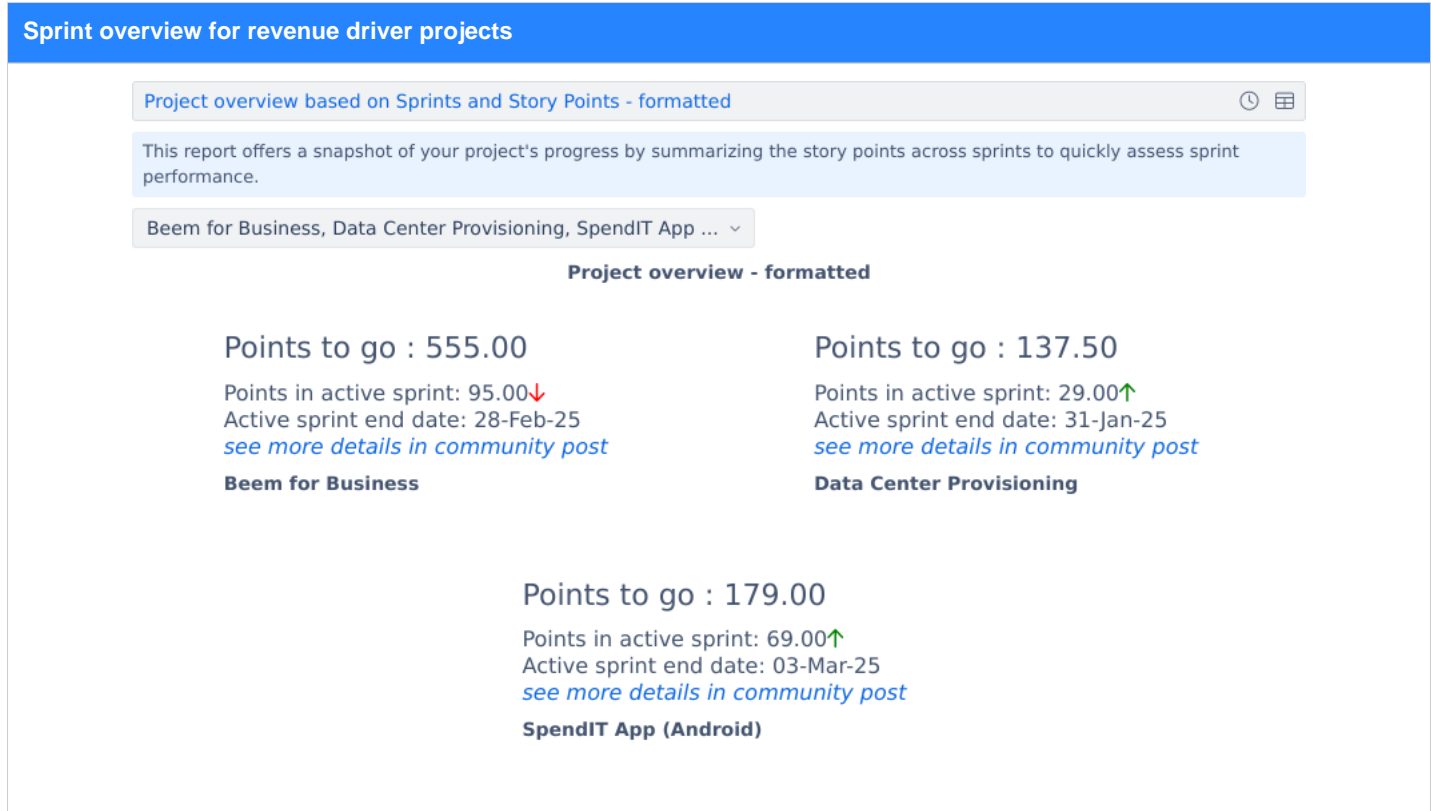 Sprint overview for revenue driver projects
Project overview based on Sprints and Story Points - formatted
This report offers a snapshot of your project's progress by summarizing the story points across sprints to quickly assess sprint
performance.
Beem for Business, Data Center Provisioning, SpendIT App ...
Project overview - formatted
Points to go : 555.00
Points in active sprint: 95.00↓
Active sprint end date: 28-Feb-25
see more details in community post
Beem for Business
Points to go : 137.50
Points in active sprint: 29.00↑
Active sprint end date: 31-Jan-25
see more details in community post
Data Center Provisioning
Points to go : 179.00
Points in active sprint: 69.00↑
Active sprint end date: 03-Mar-25
see more details in community post
SpendIT App (Android)